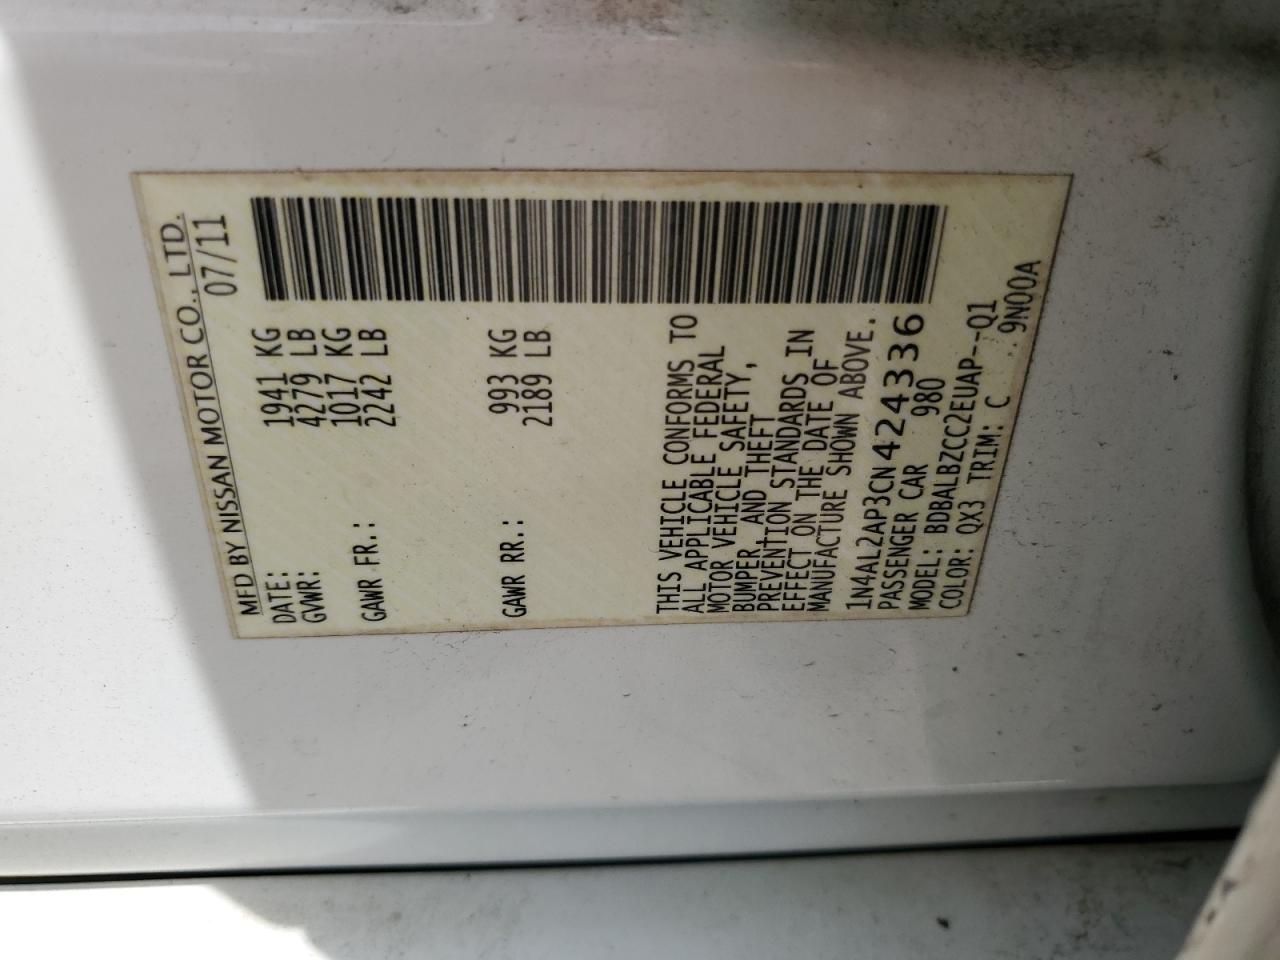 MFD BY NISSAN MOTOR CO., LTD.
DATE: 07/11
GVWR: 1941 KG
4279 LB
GAWR FR.: 1017 KG
2242 LB
GAWR RR.: 993 KG
2189 LB
THIS VEHICLE CONFORMS TO
ALL APPLICABLE FEDERAL
MOTOR VEHICLE SAFETY,
BUMPER, AND THEFT
PREVENTION STANDARDS IN
EFFECT ON THE DATE OF
MANUFACTURE SHOWN ABOVE.
1N4AL2AP3CN424336
PASSENGER CAR 980
MODEL: BDBALBZCC2EUAP--Q1
COLOR: QX3 TRIM: C 9N00A